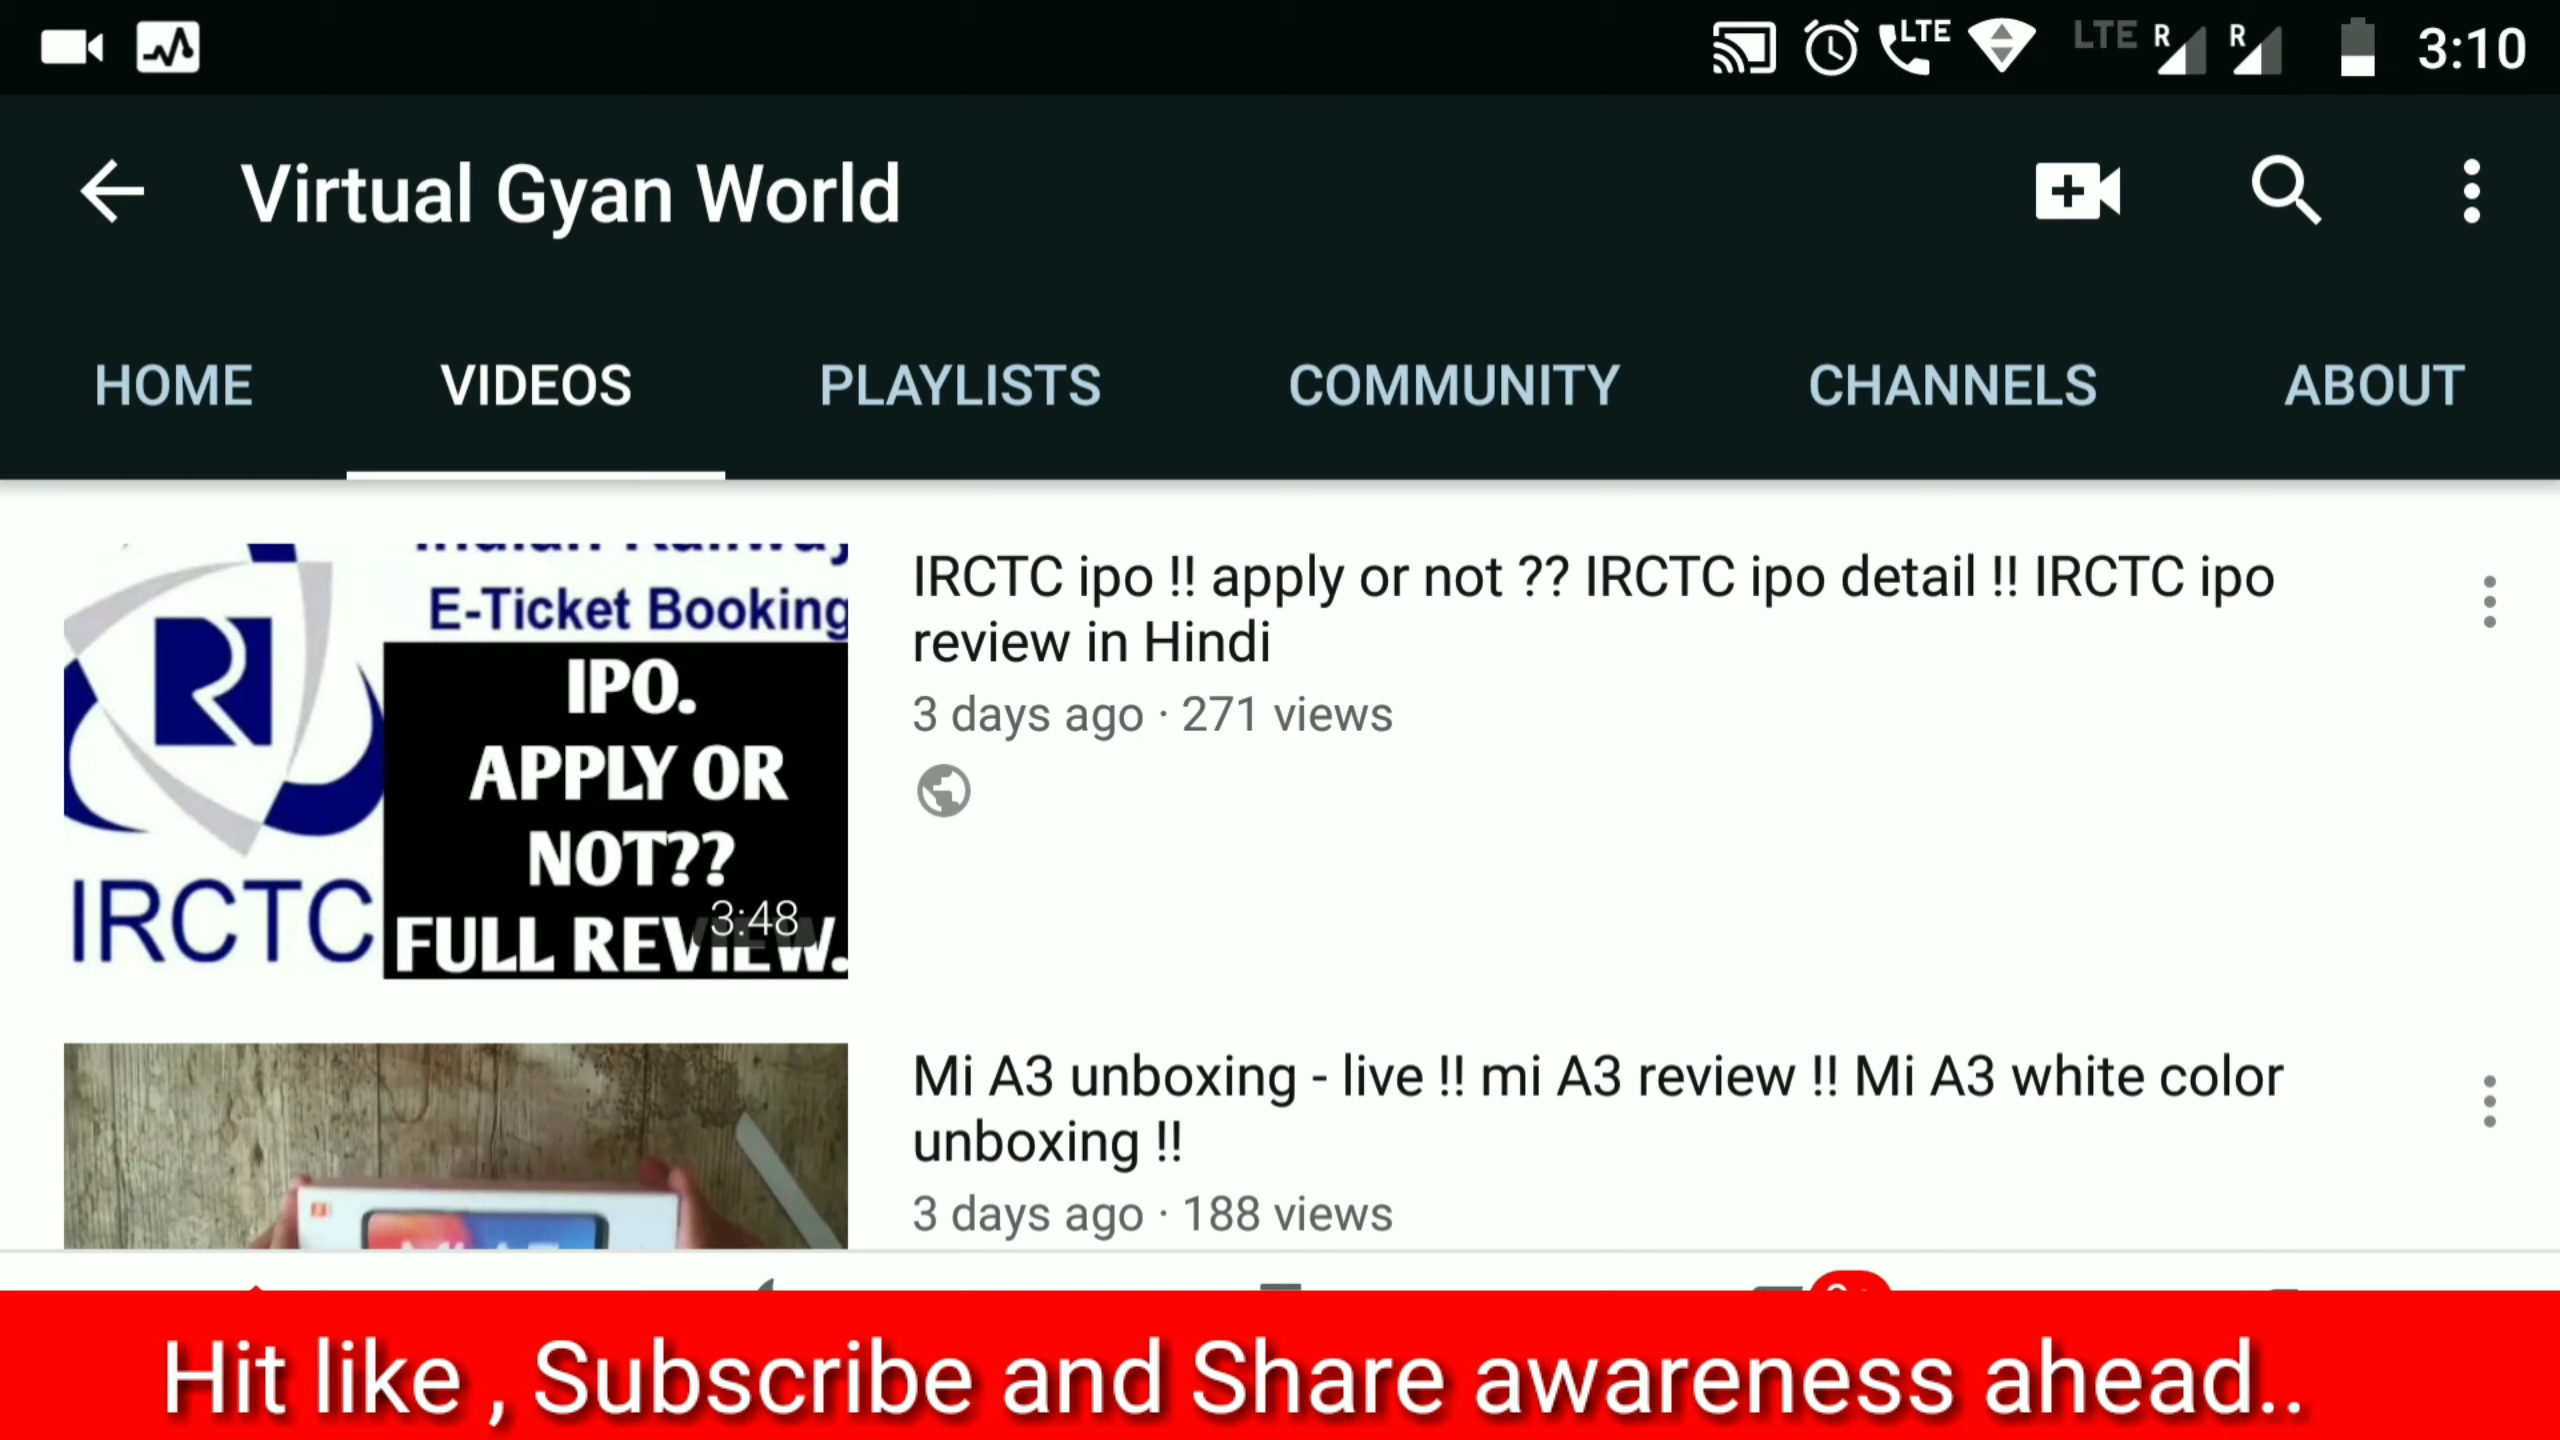 LTE LTE R R 3:10
Virtual Gyan World
HOME VIDEOS PLAYLISTS COMMUNITY CHANNELS ABOUT
E-Ticket Booking
IPO.
APPLY OR
NOT??
FULL REVIEW.
3:48
IRCTC
IRCTC ipo !! apply or not ?? IRCTC ipo detail !! IRCTC ipo
review in Hindi
3 days ago · 271 views
Mi A3 unboxing - live !! mi A3 review !! Mi A3 white color
unboxing !!
3 days ago · 188 views
Hit like , Subscribe and Share awareness ahead..